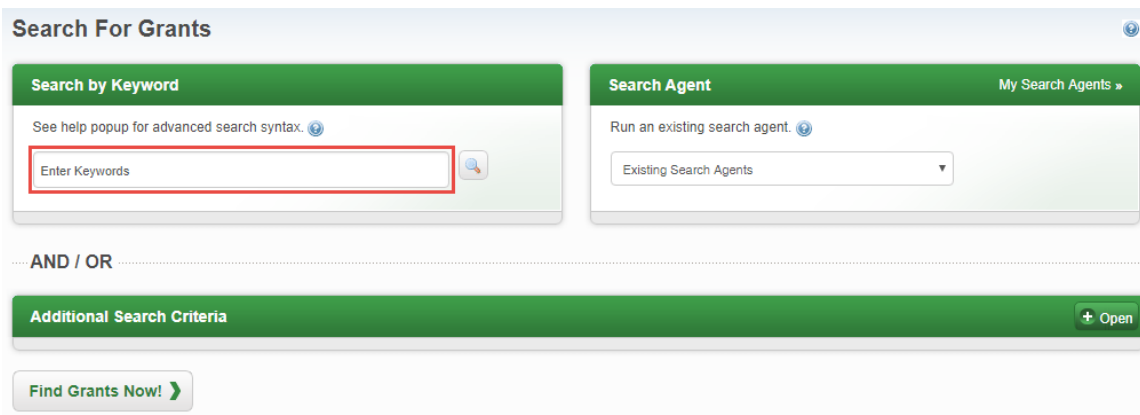 Search For Grants
Search by Keyword
See help popup for advanced search syntax.
Enter Keywords
Search Agent
My Search Agents »
Run an existing search agent.
Existing Search Agents
AND / OR
Additional Search Criteria
Open
Find Grants Now!